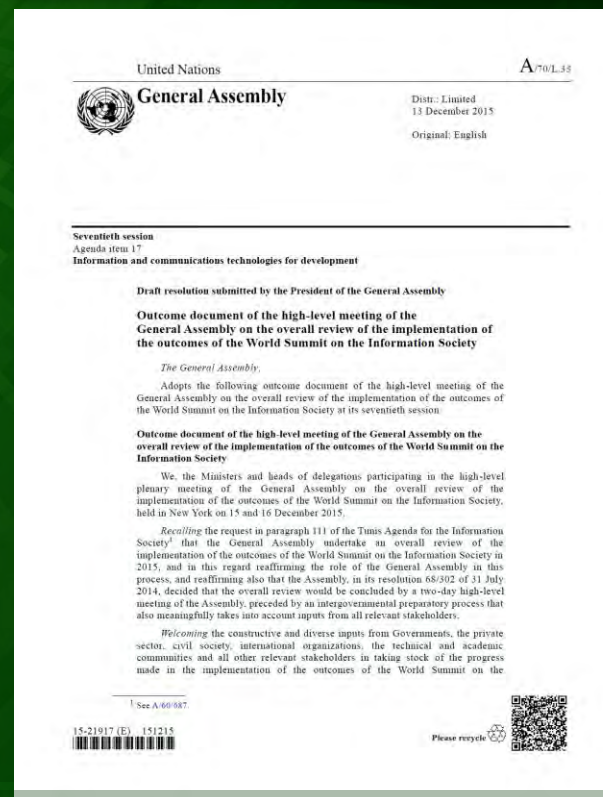 United Nations
A/70/L.33
General Assembly
Distr.: Limited
13 December 2015
Original: English
Seventieth session
Agenda item 17
Information and communications technologies for development
Draft resolution submitted by the President of the General Assembly
Outcome document of the high-level meeting of the
General Assembly on the overall review of the implementation of
the outcomes of the World Summit on the Information Society
The General Assembly,
Adopts the following outcome document of the high-level meeting of the
General Assembly on the overall review of the implementation of the outcomes of
the World Summit on the Information Society at its seventieth session
Outcome document of the high-level meeting of the General Assembly on the
overall review of the implementation of the outcomes of the World Summit on the
Information Society
We, the Ministers and heads of delegations participating in the high-level
plenary meeting of the General Assembly on the overall review of the
implementation of the outcomes of the World Summit on the Information Society,
held in New York on 15 and 16 December 2015,
Recalling the request in paragraph 111 of the Tunis Agenda for the Information
Society¹ that the General Assembly undertake an overall review of the
implementation of the outcomes of the World Summit on the Information Society in
2015, and in this regard reaffirming the role of the General Assembly in this
process, and reaffirming also that the Assembly, in its resolution 68/302 of 31 July
2014, decided that the overall review would be concluded by a two-day high-level
meeting of the Assembly, preceded by an intergovernmental preparatory process that
also meaningfully takes into account inputs from all relevant stakeholders,
Welcoming the constructive and diverse inputs from Governments, the private
sector, civil society, international organizations, the technical and academic
communities and all other relevant stakeholders in taking stock of the progress
made in the implementation of the outcomes of the World Summit on the
¹ See A/60/687.
15-21917 (E) 151215
Please recycle